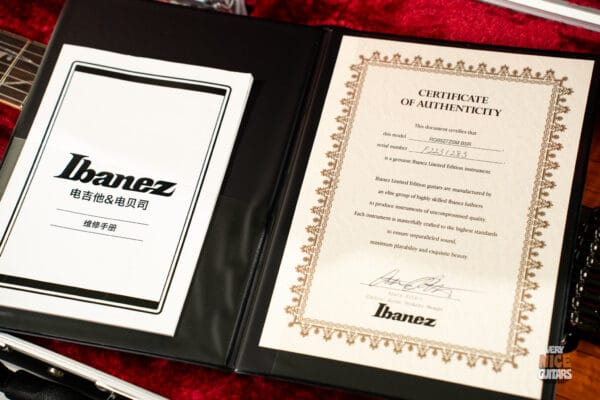 Ibanez
电吉他&电贝司
维修手册
CERTIFICATE
OF AUTHENTICITY
This document certifies that
this model
serial number F2231283
is a genuine Ibanez Limited Edition instrument.
Ibanez Limited Edition guitars are manufactured by
an elite group of highly skilled Ibanez luthiers
to produce instruments of uncompromised quality.
Each instrument is masterfully crafted to the highest standards
to ensure unparalleled sound,
maximum playability and exquisite beauty.
Ibanez
VERY
NICE
GUITARS